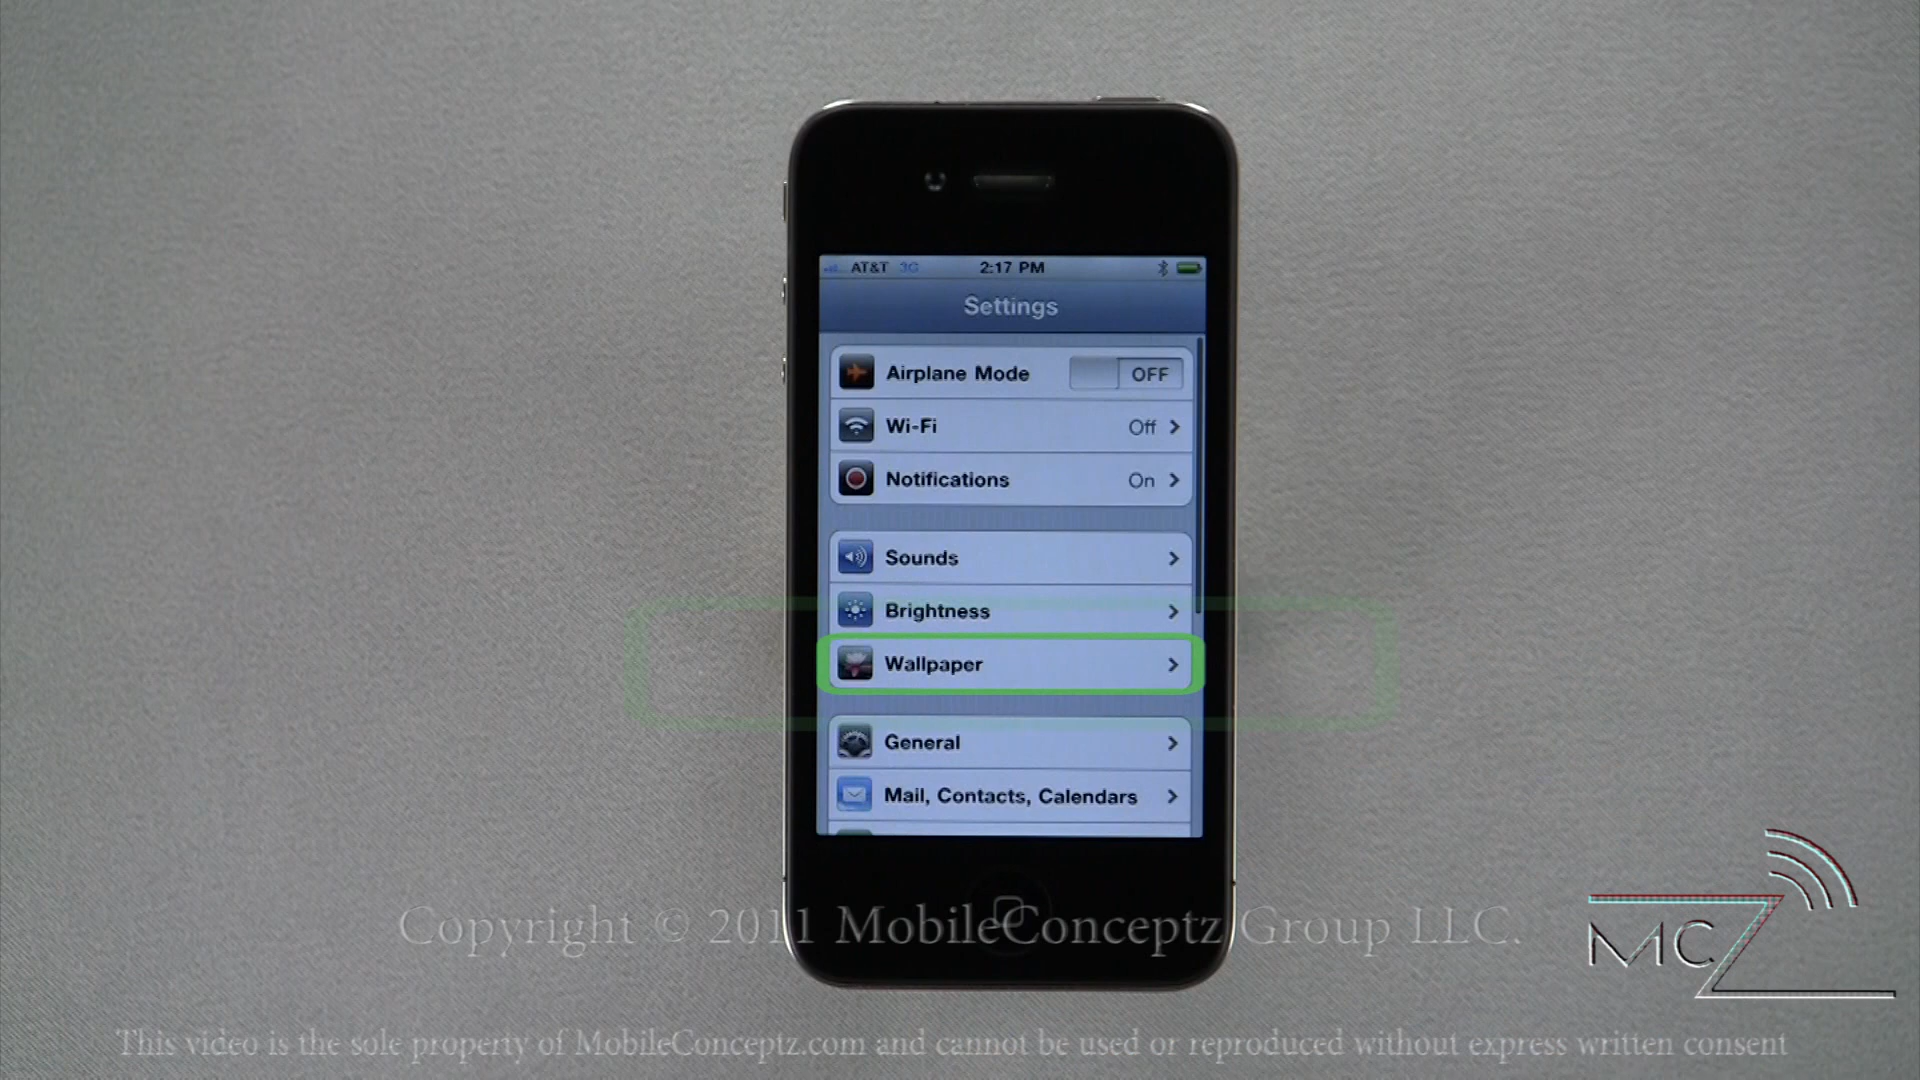 AT&T 3G 2:17 PM
Settings
Airplane Mode OFF
Wi-Fi Off
Notifications On
Sounds
Brightness
Wallpaper
General
Mail, Contacts, Calendars
Copyright © 2011 MobileConceptz Group LLC.
MCZ
This video is the sole property of MobileConceptz.com and cannot be used or reproduced without express written consent